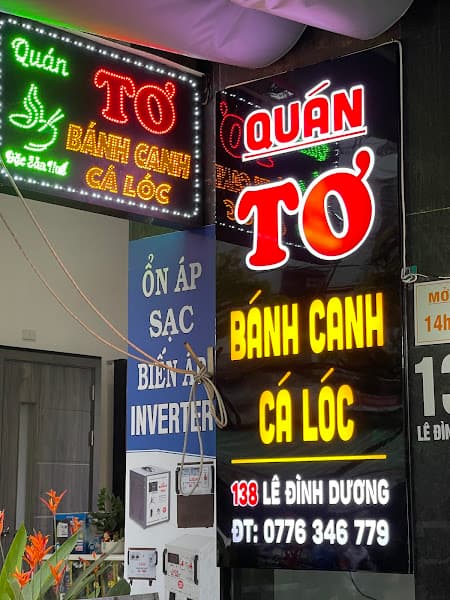 Quán
TƠ
BÁNH CANH
CÁ LÓC
Đặc Sản Huế
QUÁN
TƠ
BÁNH CANH
CÁ LÓC
138 LÊ ĐÌNH DƯƠNG
ĐT: 0776 346 779
ỔN ÁP
SẠC
BIẾN ÁP
INVERTER
MỞ
14h
13
LÊ ĐÌN